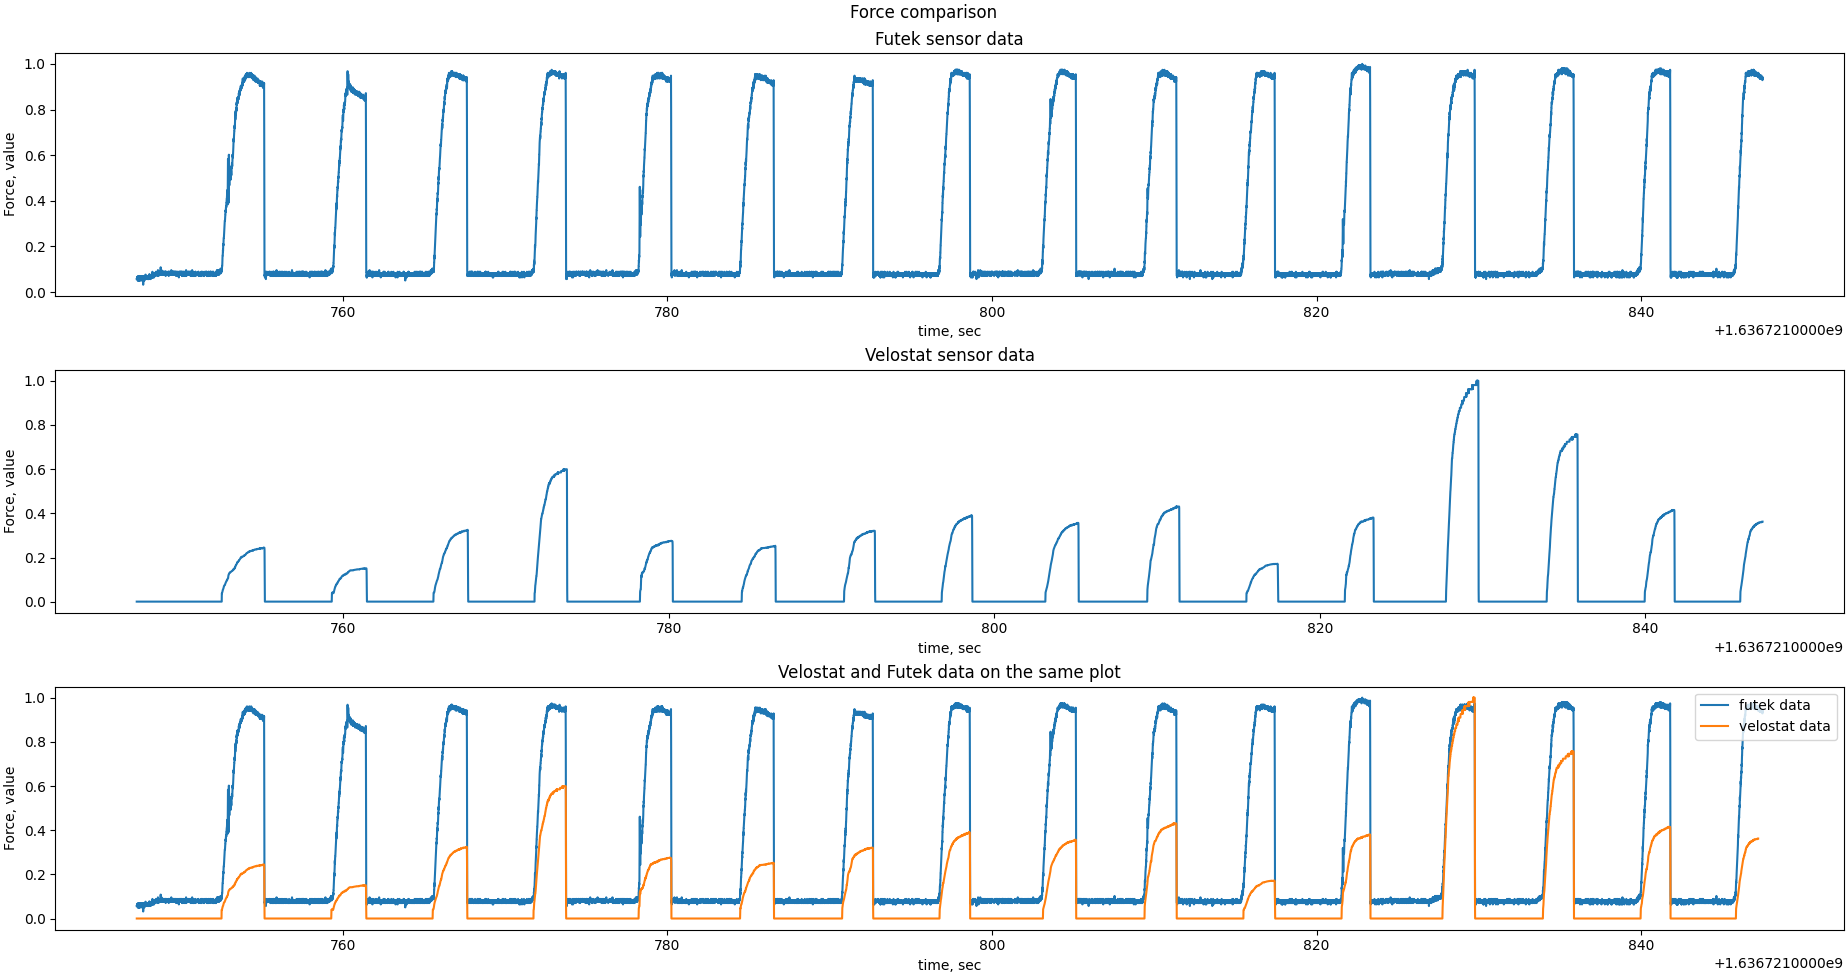 Force comparison
Futek sensor data
1.0
0.8
0.6
0.4
0.2
0.0
Force, value
760
780
800
820
840
time, sec
+1.6367210000e9
Velostat sensor data
1.0
0.8
0.6
0.4
0.2
0.0
Force, value
760
780
800
820
840
time, sec
+1.6367210000e9
Velostat and Futek data on the same plot
1.0
0.8
0.6
0.4
0.2
0.0
Force, value
futek data
velostat data
760
780
800
820
840
time, sec
+1.6367210000e9